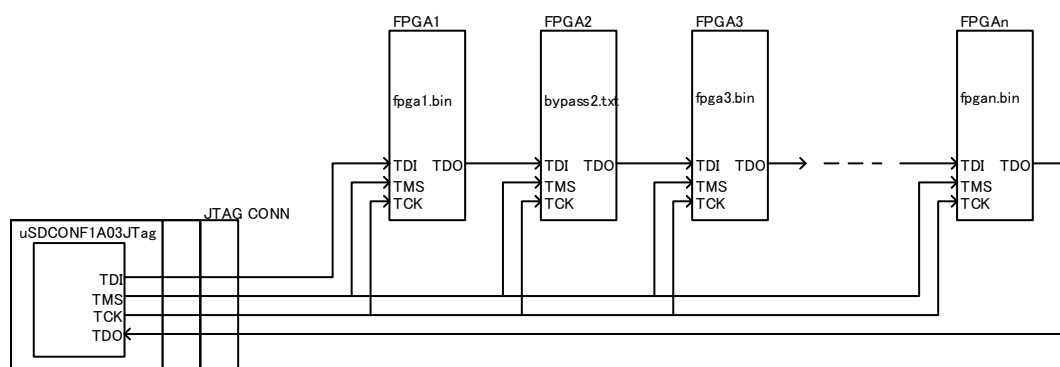 FPGA1
FPGA2
FPGA3
FPGAn
fpga1.bin
bypass2.txt
fpga3.bin
fpgan.bin
TDI TDO
TMS
TCK
TDI TDO
TMS
TCK
TDI TDO
TMS
TCK
TDI TDO
TMS
TCK
JTAG CONN
uSDCONF1A03JTag
TDI
TMS
TCK
TDO